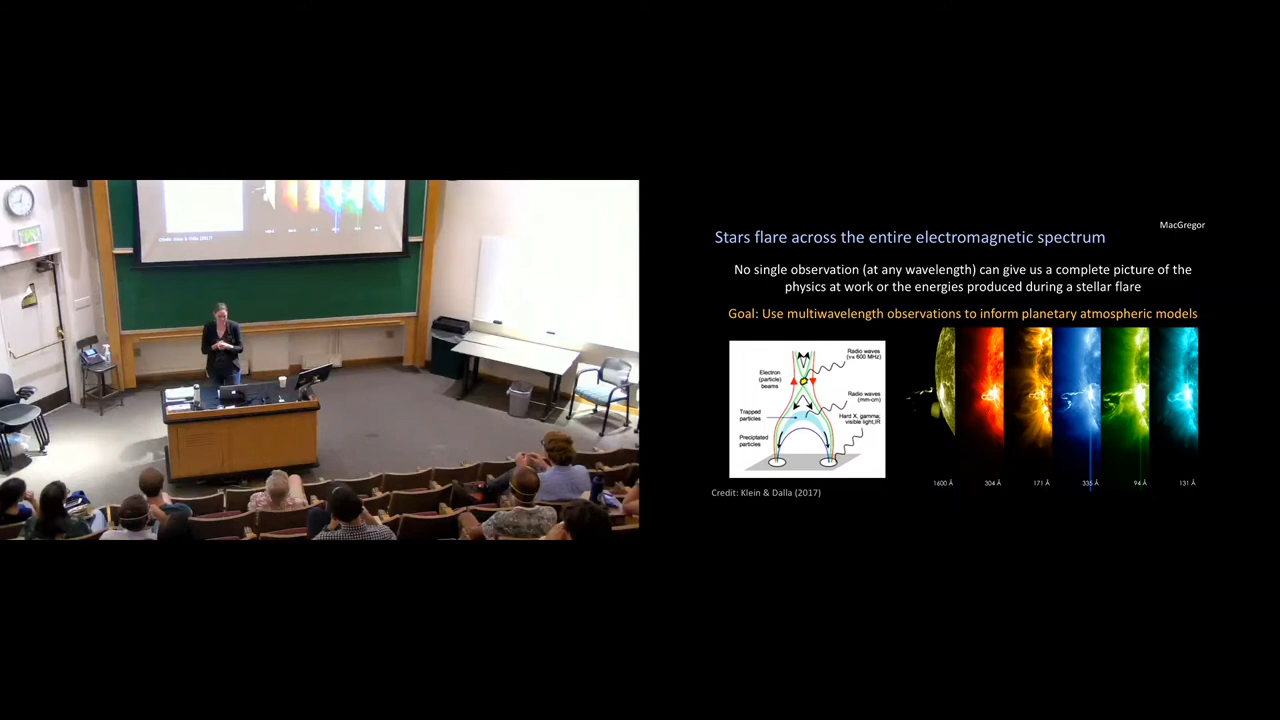 MacGregor
Stars flare across the entire electromagnetic spectrum
No single observation (at any wavelength) can give us a complete picture of the
physics at work or the energies produced during a stellar flare
Goal: Use multiwavelength observations to inform planetary atmospheric models
Radio waves
(vx 600 MHz)
Electron
(particle)
beams
Radio waves
(mm-cm)
Trapped
particles
Hard X, gamma;
visible light,IR
Precipitated
particles
1600 Å
304 Å
171 Å
335 Å
94 Å
131 Å
Credit: Klein & Dalla (2017)